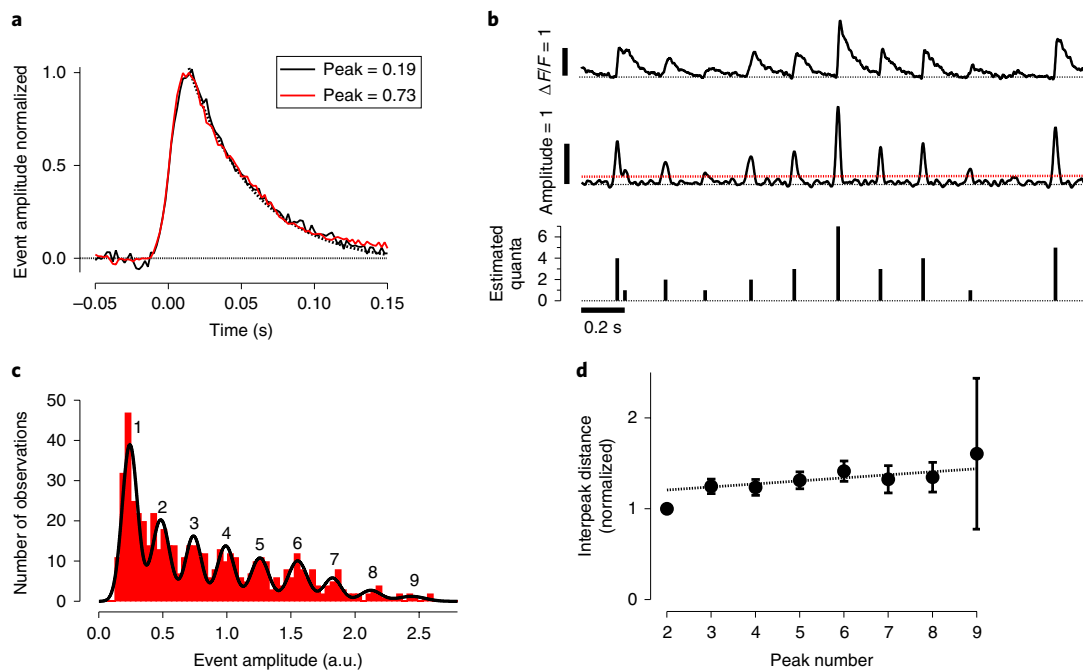 a
Event amplitude normalized
1.0
0.5
0.0
Peak = 0.19
Peak = 0.73
−0.05
0.00
0.05
0.10
0.15
Time (s)
b
ΔF/F = 1
Amplitude = 1
Estimated
quanta
6
4
2
0
0.2 s
c
Number of observations
50
40
30
20
10
0
1
2
3
4
5
6
7
8
9
0.0
0.5
1.0
1.5
2.0
2.5
Event amplitude (a.u.)
d
Interpeak distance
(normalized)
2
1
0
2
3
4
5
6
7
8
9
Peak number